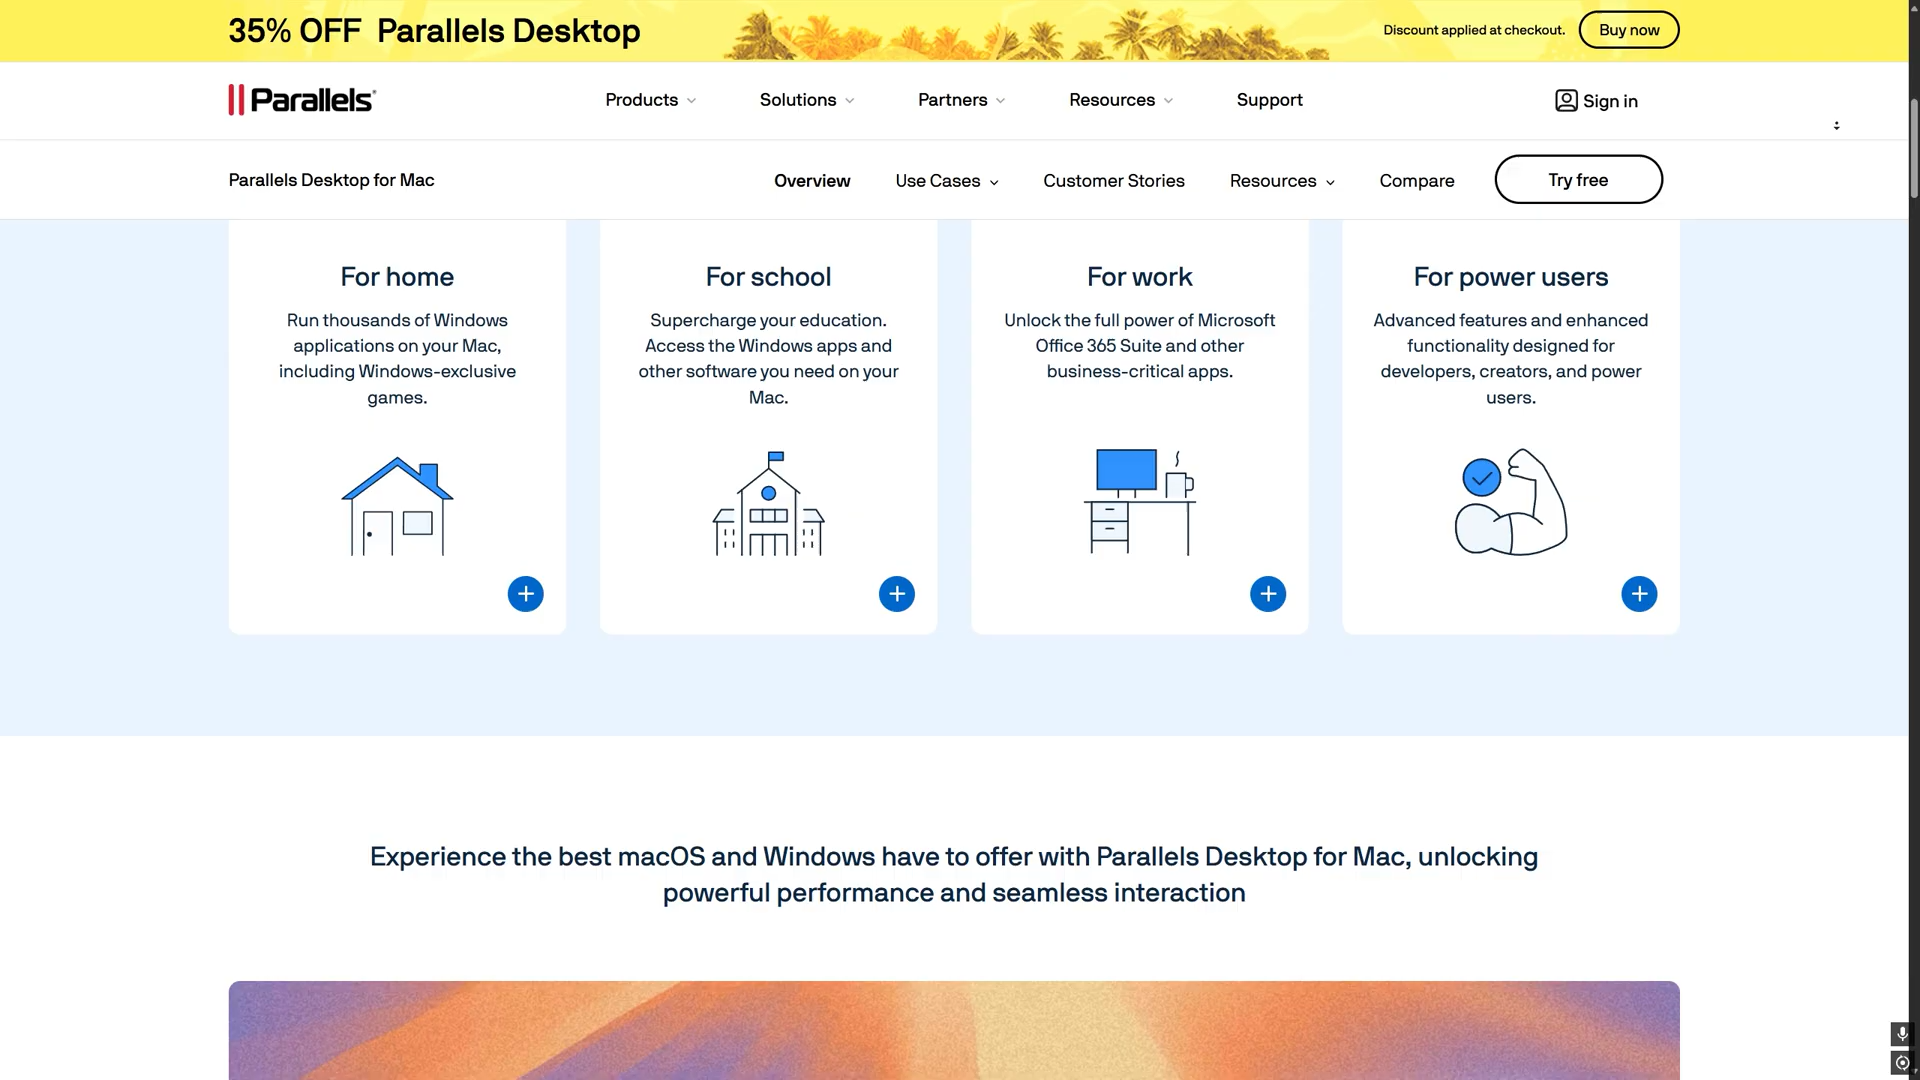 35% OFF Parallels Desktop
Discount applied at checkout.
Buy now
Parallels®
Products
Solutions
Partners
Resources
Support
Sign in
Parallels Desktop for Mac
Overview
Use Cases
Customer Stories
Resources
Compare
Try free
For home
Run thousands of Windows
applications on your Mac,
including Windows-exclusive
games.
For school
Supercharge your education.
Access the Windows apps and
other software you need on your
Mac.
For work
Unlock the full power of Microsoft
Office 365 Suite and other
business-critical apps.
For power users
Advanced features and enhanced
functionality designed for
developers, creators, and power
users.
Experience the best macOS and Windows have to offer with Parallels Desktop for Mac, unlocking
powerful performance and seamless interaction